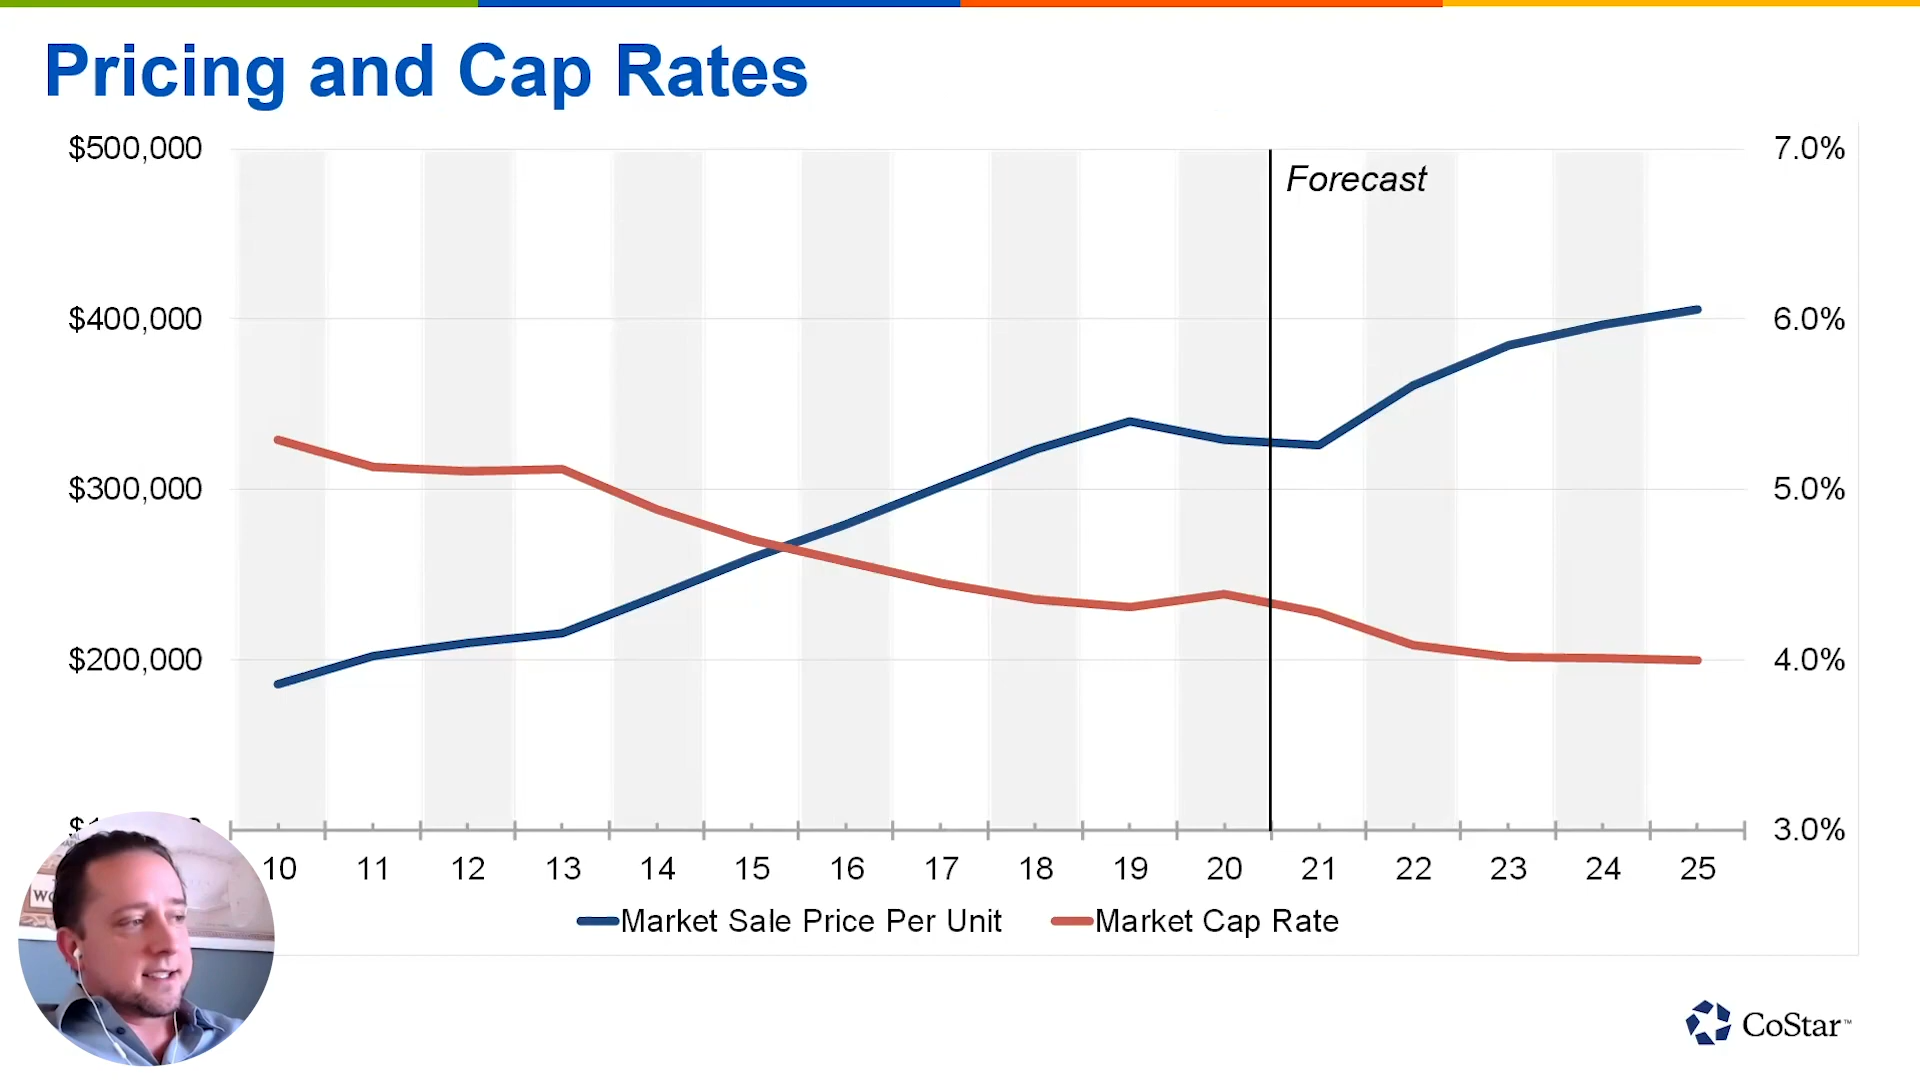 Pricing and Cap Rates
$500,000
7.0%
Forecast
$400,000
6.0%
$300,000
5.0%
$200,000
4.0%
3.0%
10 11 12 13 14 15 16 17 18 19 20 21 22 23 24 25
Market Sale Price Per Unit Market Cap Rate
CoStar™